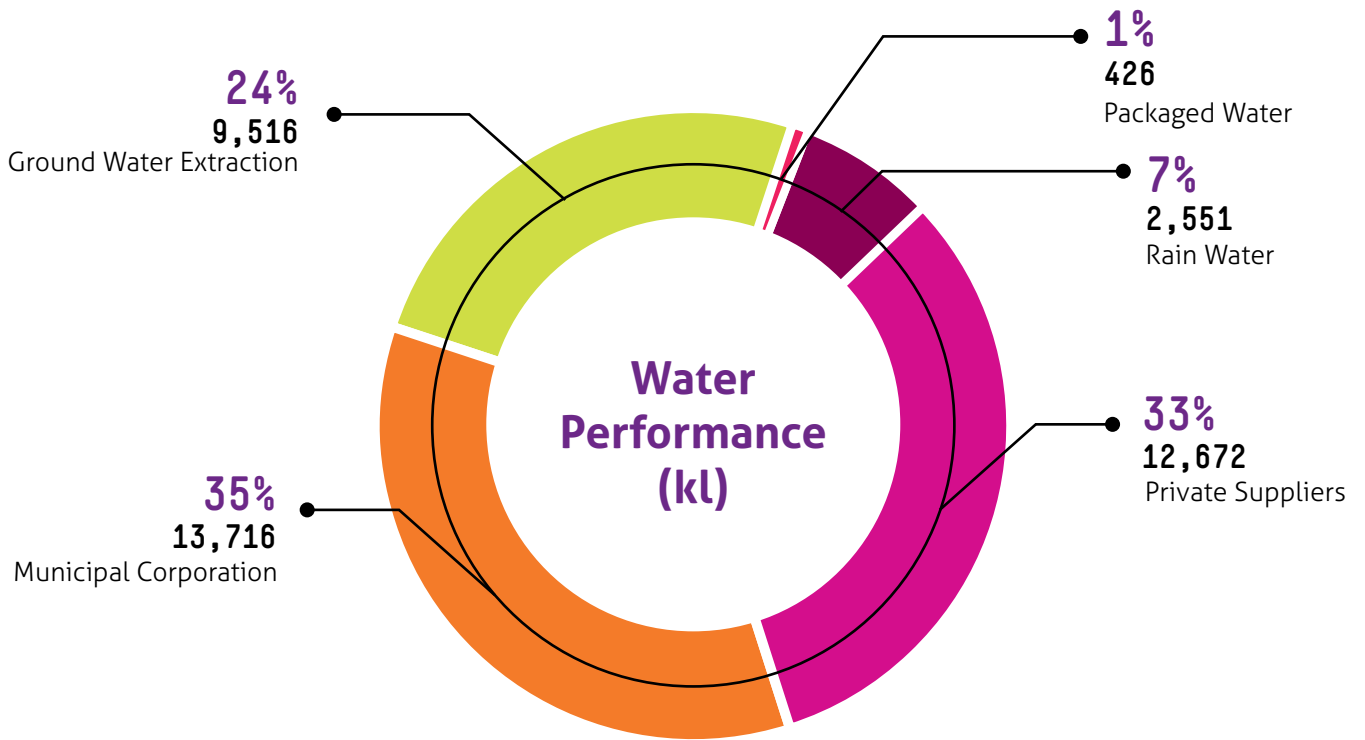 24%
9,516
Ground Water Extraction
1%
426
Packaged Water
7%
2,551
Rain Water
Water
Performance
(kl)
33%
12,672
Private Suppliers
35%
13,716
Municipal Corporation